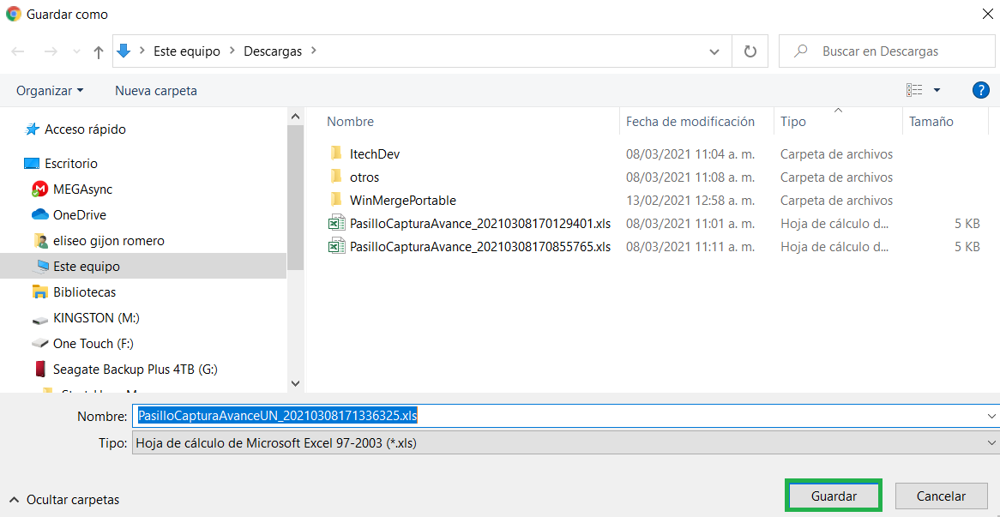 Guardar como
Este equipo > Descargas >
Buscar en Descargas
Organizar
Nueva carpeta
?
Acceso rápido
Escritorio
MEGAsync
OneDrive
eliseo gijon romero
Este equipo
Bibliotecas
KINGSTON (M:)
One Touch (F:)
Seagate Backup Plus 4TB (G:)
Nombre Fecha de modificación Tipo Tamaño
ItechDev 08/03/2021 11:04 a. m. Carpeta de archivos
otros 08/03/2021 11:08 a. m. Carpeta de archivos
WinMergePortable 13/02/2021 12:58 a. m. Carpeta de archivos
PasilloCapturaAvance_20210308170129401.xls 08/03/2021 11:01 a. m. Hoja de cálculo d... 5 KB
PasilloCapturaAvance_20210308170855765.xls 08/03/2021 11:11 a. m. Hoja de cálculo d... 5 KB
Nombre: PasilloCapturaAvanceUN_20210308171336325.xls
Tipo: Hoja de cálculo de Microsoft Excel 97-2003 (*.xls)
Ocultar carpetas
Guardar
Cancelar